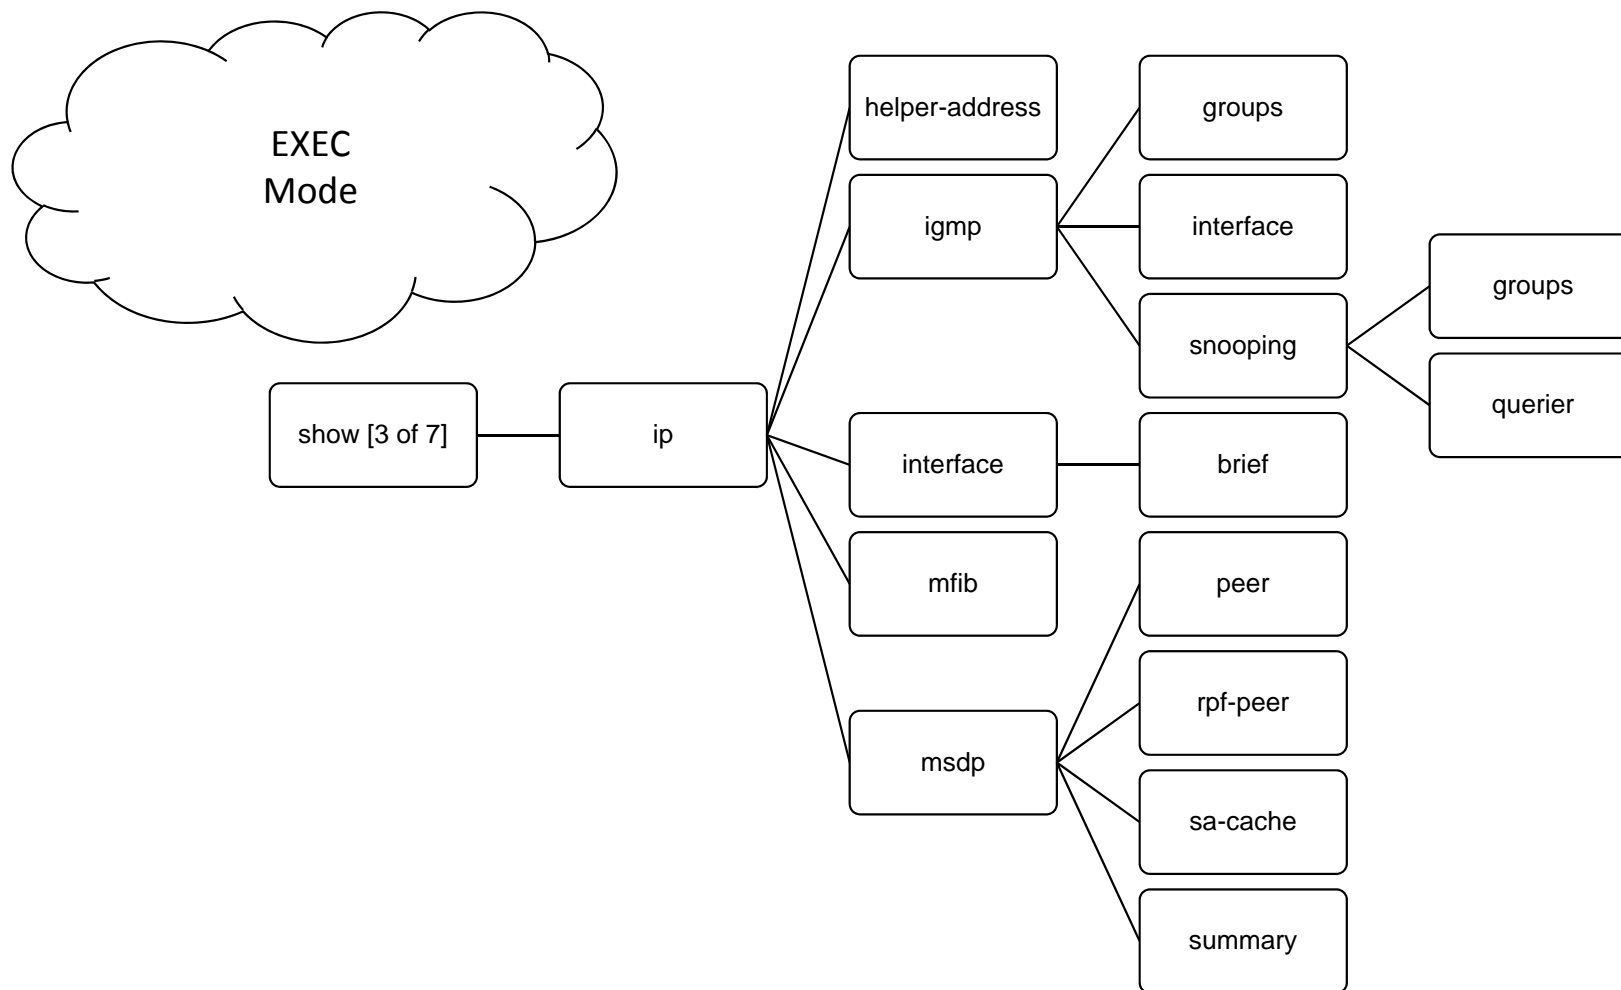 EXEC
Mode
show [3 of 7]
ip
helper-address
igmp
groups
interface
snooping
groups
querier
interface
brief
mfib
msdp
peer
rpf-peer
sa-cache
summary